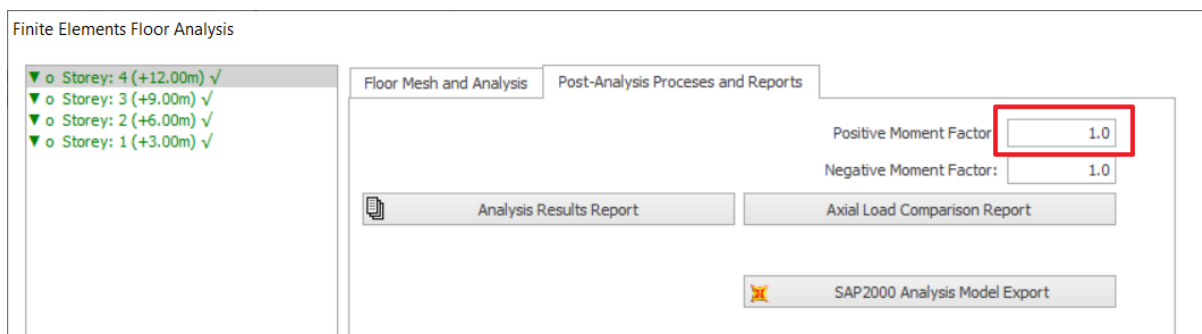 Finite Elements Floor Analysis
▼ o Storey: 4 (+12.00m) √
▼ o Storey: 3 (+9.00m) √
▼ o Storey: 2 (+6.00m) √
▼ o Storey: 1 (+3.00m) √
Floor Mesh and Analysis
Post-Analysis Proceses and Reports
Positive Moment Factor 1.0
Negative Moment Factor: 1.0
Analysis Results Report
Axial Load Comparison Report
SAP2000 Analysis Model Export